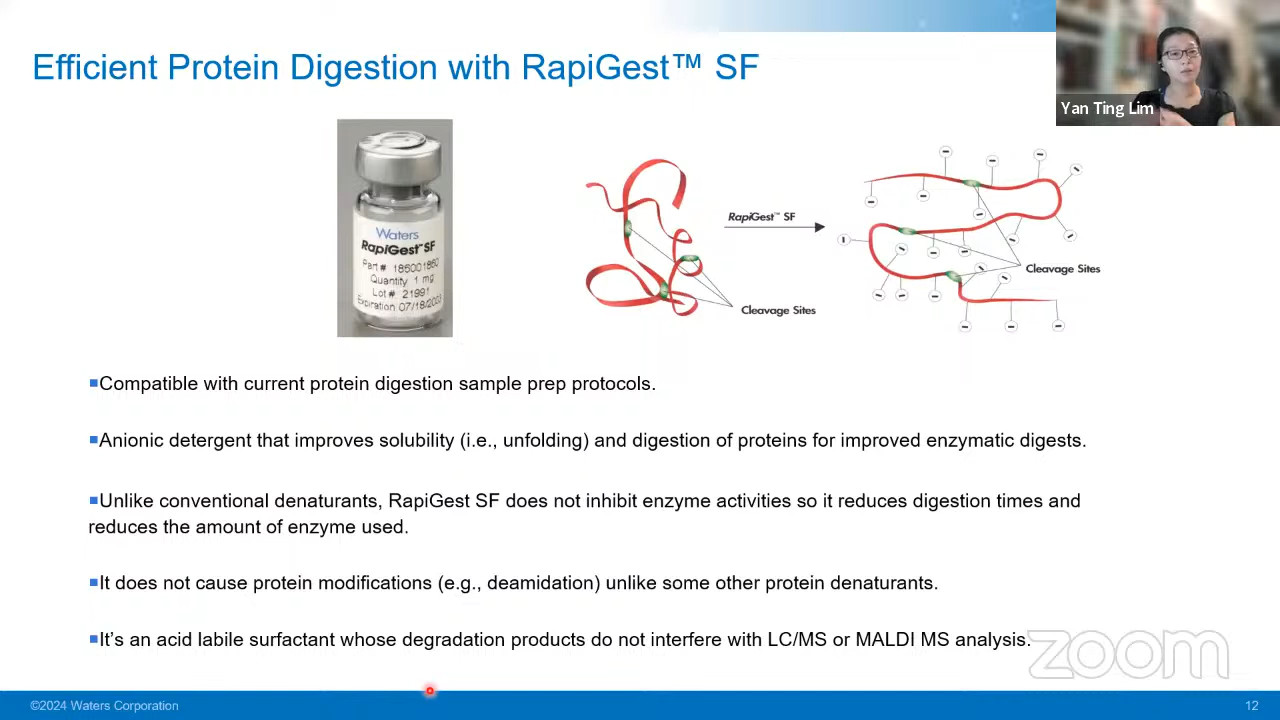 Efficient Protein Digestion with RapiGest™ SF
Yan Ting Lim
Waters
RapiGest™SF
Part# 186001860
Quantity 1 mg
Lot# 21991
Expiration 07/18/
RapiGest™ SF
Cleavage Sites
Cleavage Sites
▪Compatible with current protein digestion sample prep protocols.
▪Anionic detergent that improves solubility (i.e., unfolding) and digestion of proteins for improved enzymatic digests.
▪Unlike conventional denaturants, RapiGest SF does not inhibit enzyme activities so it reduces digestion times and
reduces the amount of enzyme used.
▪It does not cause protein modifications (e.g., deamidation) unlike some other protein denaturants.
▪It’s an acid labile surfactant whose degradation products do not interfere with LC/MS or MALDI MS analysis.
zoom
©2024 Waters Corporation
12